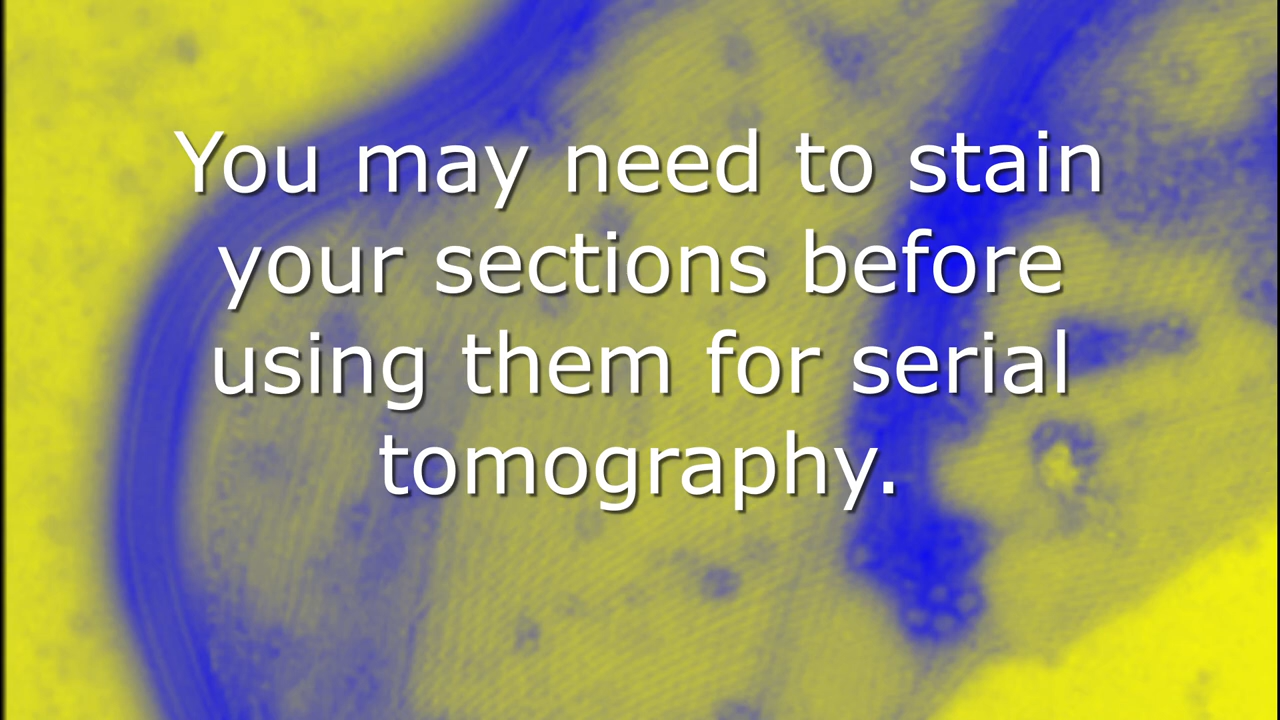 You may need to stain
your sections before
using them for serial
tomography.